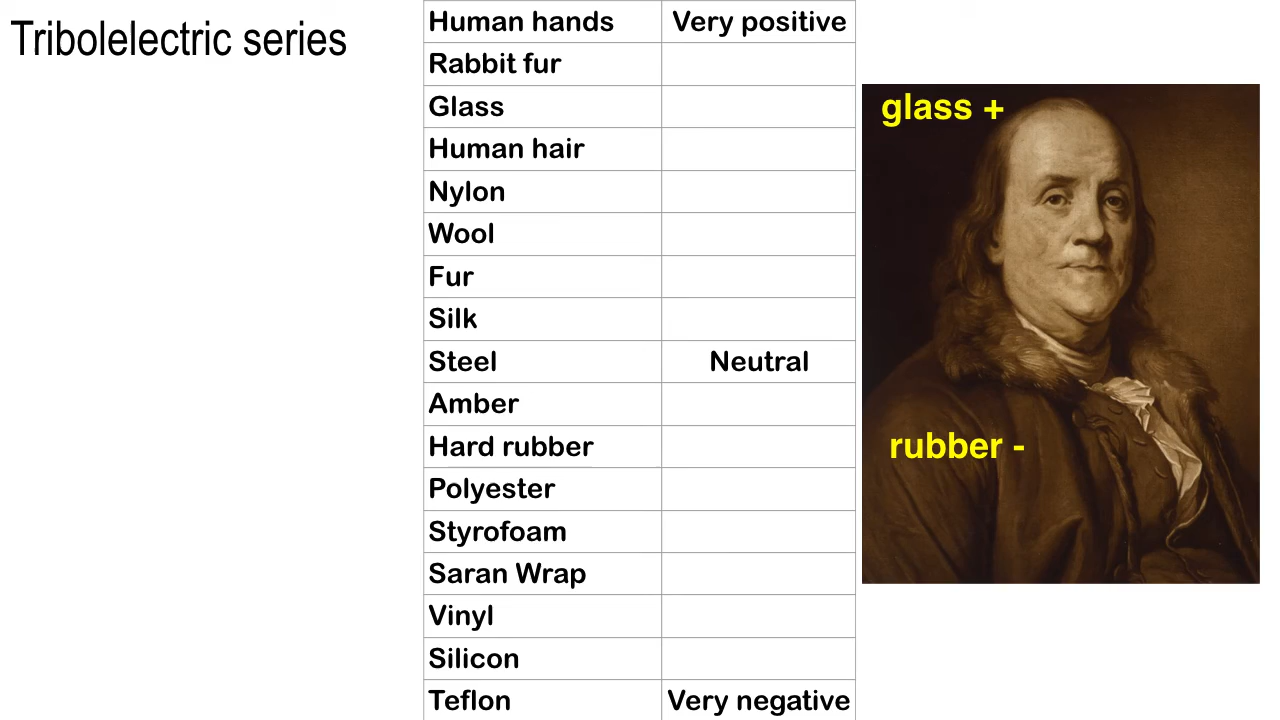 Tribolelectric series
Human hands Very positive
Rabbit fur
Glass
Human hair
Nylon
Wool
Fur
Silk
Steel Neutral
Amber
Hard rubber
Polyester
Styrofoam
Saran Wrap
Vinyl
Silicon
Teflon Very negative
glass +
rubber -